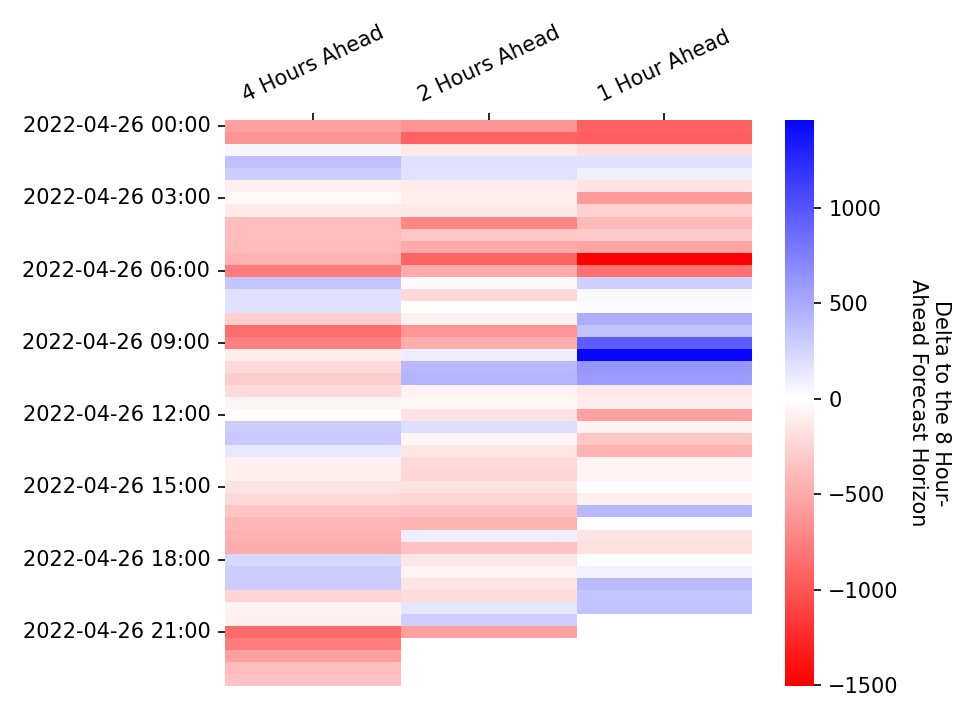 4 Hours Ahead
2 Hours Ahead
1 Hour Ahead
2022-04-26 00:00
2022-04-26 03:00
2022-04-26 06:00
2022-04-26 09:00
2022-04-26 12:00
2022-04-26 15:00
2022-04-26 18:00
2022-04-26 21:00
1000
500
0
−500
−1000
−1500
Delta to the 8 Hour-
Ahead Forecast Horizon